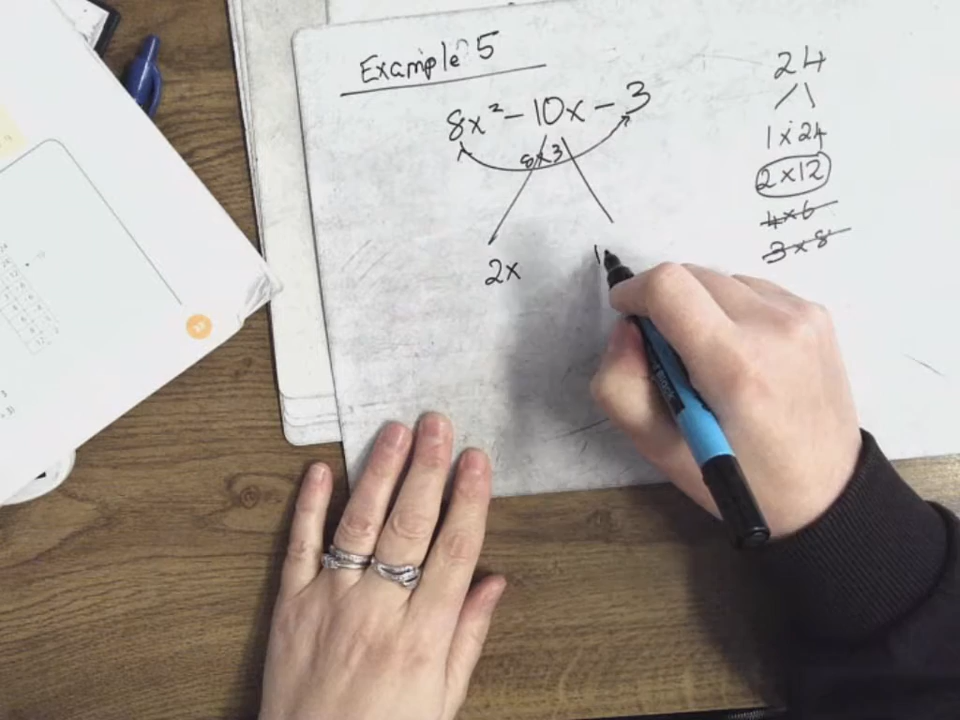 Example 5
8x² - 10x - 3
8x3
2x
24
1x24
2x12
4x6
3x8